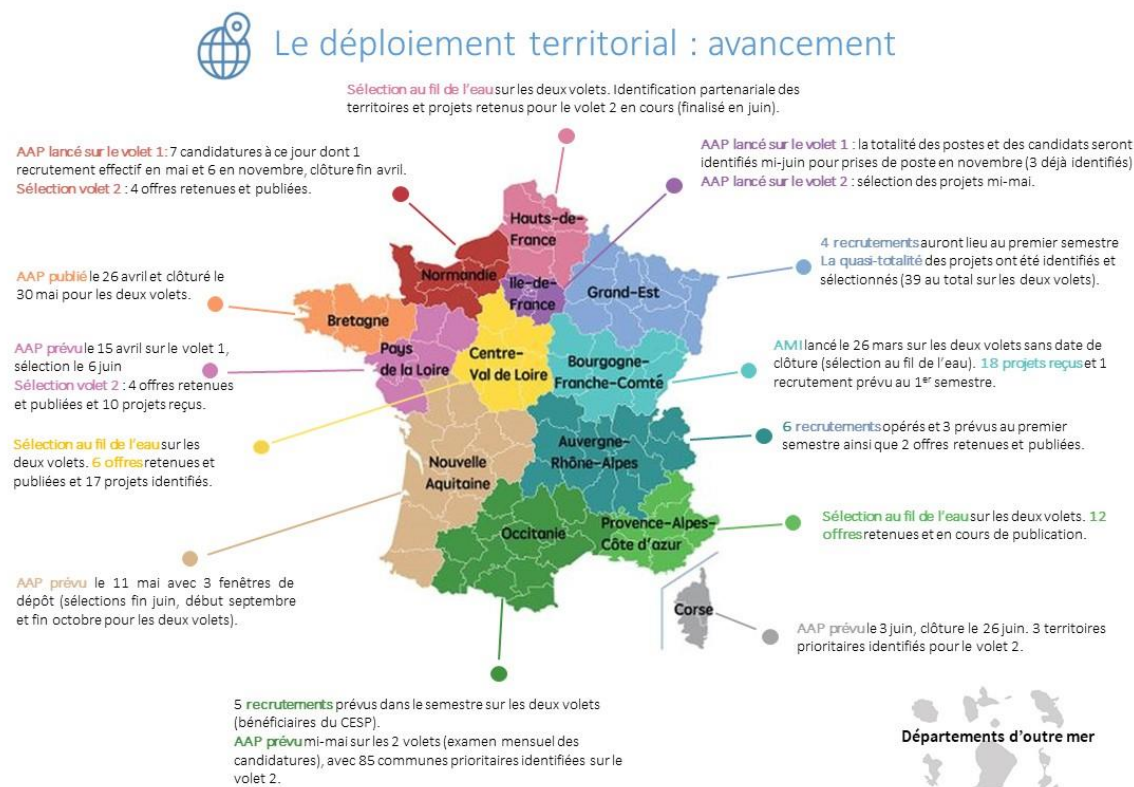 Le déploiement territorial : avancement
Sélection au fil de l'eau sur les deux volets. Identification partenariale des
territoires et projets retenus pour le volet 2 en cours (finalisé en juin).
AAP lancé sur le volet 1: 7 candidatures à ce jour dont 1
recrutement effectif en mai et 6 en novembre, clôture fin avril.
Sélection volet 2 : 4 offres retenues et publiées.
AAP lancé sur le volet 1 : la totalité des postes et des candidats seront
identifiés mi-juin pour prises de poste en novembre (3 déjà identifiés)
AAP lancé sur le volet 2 : sélection des projets mi-mai.
4 recrutements auront lieu au premier semestre
La quasi-totalité des projets ont été identifiés et
sélectionnés (39 au total sur les deux volets).
AAP publié le 26 avril et clôturé le
30 mai pour les deux volets.
AAP prévu le 15 avril sur le volet 1,
sélection le 6 juin
Sélection volet 2 : 4 offres retenues
et publiées et 10 projets reçus.
AMI lancé le 26 mars sur les deux volets sans date de
clôture (sélection au fil de l'eau). 18 projets reçus et 1
recrutement prévu au 1er semestre.
Sélection au fil de l'eau sur les
deux volets. 6 offres retenues et
publiées et 17 projets identifiés.
6 recrutements opérés et 3 prévus au premier
semestre ainsi que 2 offres retenues et publiées.
Sélection au fil de l'eau sur les deux volets. 12
offres retenues et en cours de publication.
AAP prévu le 11 mai avec 3 fenêtres de
dépôt (sélections fin juin, début septembre
et fin octobre pour les deux volets).
AAP prévu le 3 juin, clôture le 26 juin. 3 territoires
prioritaires identifiés pour le volet 2.
5 recrutements prévus dans le semestre sur les deux volets
(bénéficiaires du CESP).
AAP prévu mi-mai sur les 2 volets (examen mensuel des
candidatures), avec 85 communes prioritaires identifiées sur le
volet 2.
Hauts-de-
France
Normandie
Ile-de-
France
Grand-Est
Bretagne
Pays
de la Loire
Centre-
Val de Loire
Bourgogne-
Franche-Comté
Nouvelle
Aquitaine
Auvergne-
Rhône-Alpes
Occitanie
Provence-Alpes-
Côte d'azur
Corse
Départements d'outre mer